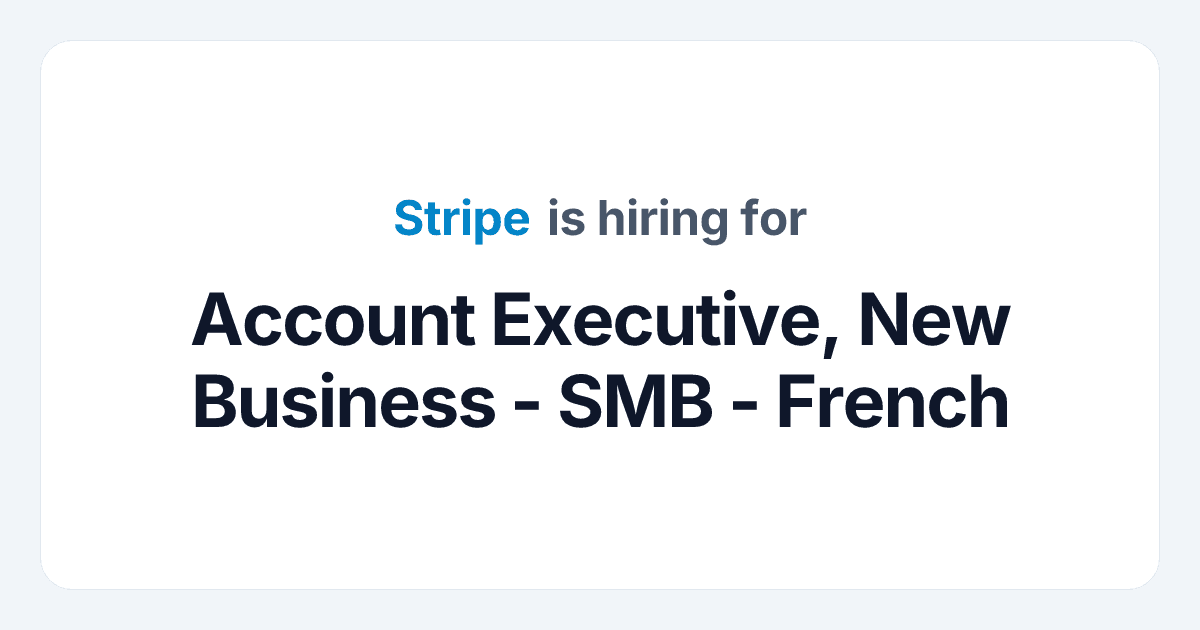 Stripe is hiring for
Account Executive, New
Business - SMB - French